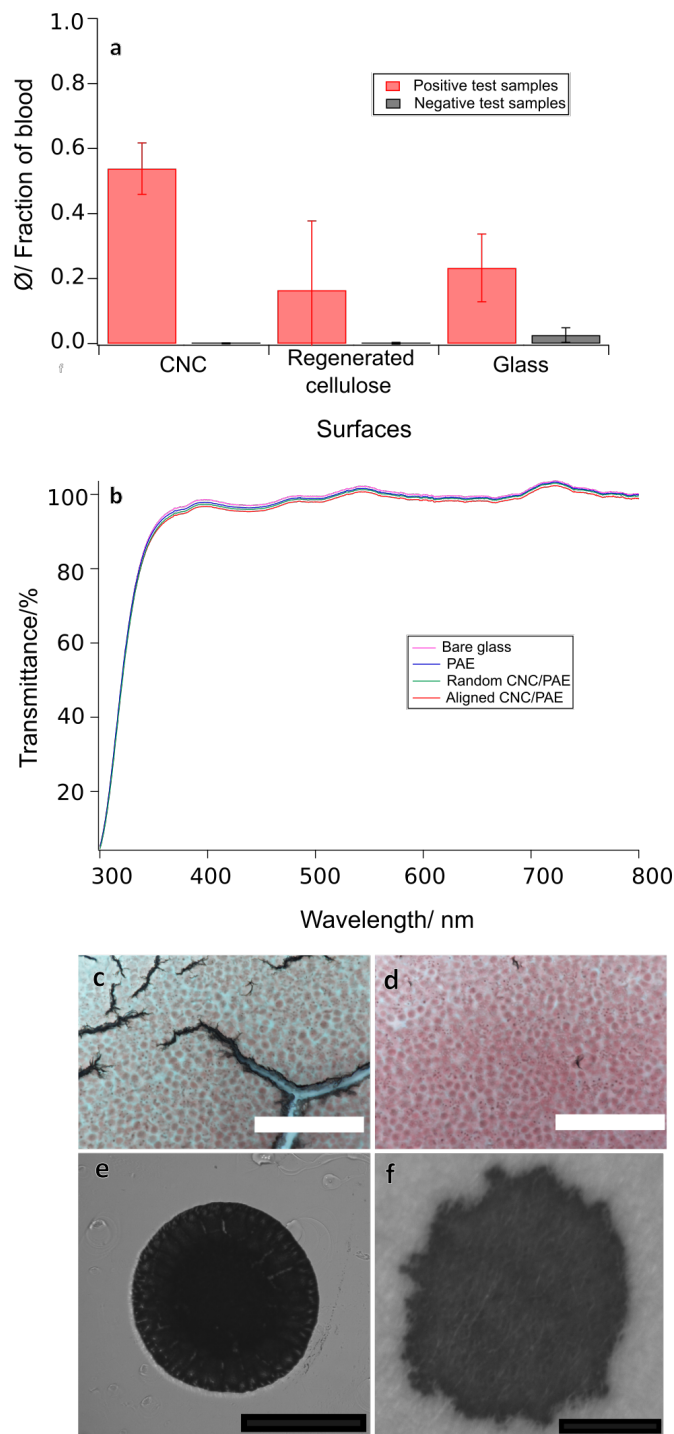 a
1.0
0.8
0.6
0.4
0.2
0.0
Ø/ Fraction of blood
Positive test samples
Negative test samples
CNC
Regenerated
cellulose
Glass
f
Surfaces
b
100
80
60
40
20
Transmittance/%
Bare glass
PAE
Random CNC/PAE
Aligned CNC/PAE
300
400
500
600
700
800
Wavelength/ nm
c
d
e
f